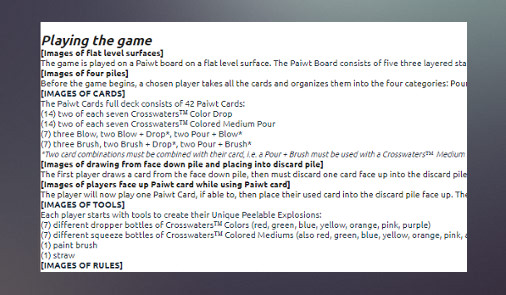 Playing the game
[Images of flat level surfaces]
The game is played on a Paiwt board on a flat level surface. The Paiwt Board consists of five three layered sta
[Images of four piles]
Before the game begins, a chosen player takes all the cards and organizes them into the four categories: Pour
[IMAGES OF CARDS]
The Paiwt Cards full deck consists of 42 Paiwt Cards:
(14) two of each seven Crosswaters™ Color Drop
(14) two of each seven Crosswaters™ Colored Medium Pour
(7) three Blow, two Blow + Drop*, two Pour + Blow*
(7) three Brush, two Brush + Drop*, two Pour + Brush*
*Two card combinations must be combined with their card, i.e. a Pour + Brush must be used with a Crosswaters™ Medium
[Images of drawing from face down pile and placing into discard pile]
The first player draws a card from the face down pile, then must discard one card face up into the discard pile
[Images of players face up Paiwt card while using Paiwt card]
The player will now play one Paiwt Card, if able to, then place their used card into the discard pile face up. The
[IMAGES OF TOOLS]
Each player starts with tools to create their Unique Peelable Explosions:
(7) different dropper bottles of Crosswaters™ Colors (red, green, blue, yellow, orange, pink, purple)
(7) different squeeze bottles of Crosswaters™ Colored Mediums (also red, green, blue, yellow, orange, pink,
(1) paint brush
(1) straw
[IMAGES OF RULES]